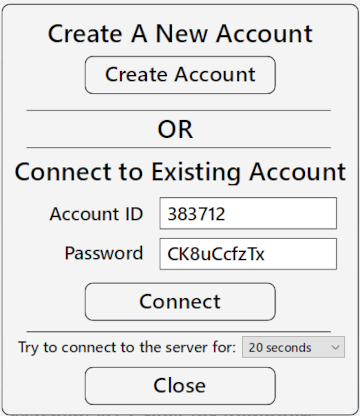 Create A New Account
Create Account
OR
Connect to Existing Account
Account ID 383712
Password CK8uCcfzTx
Connect
Try to connect to the server for: 20 seconds
Close